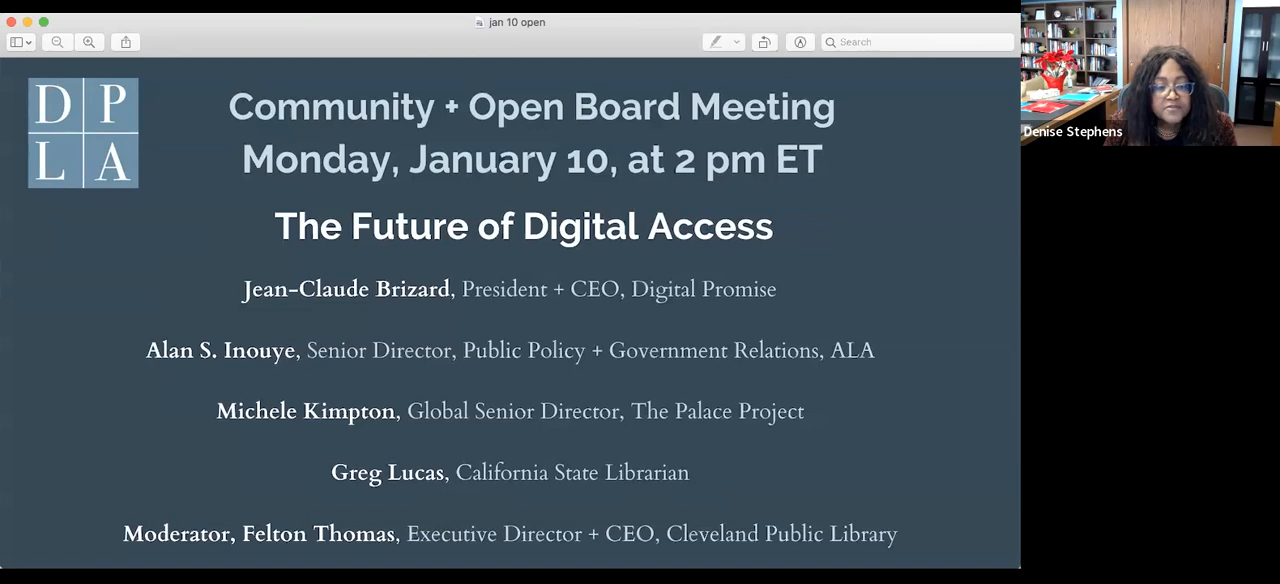 jan 10 open
Search
D P
L A
Community + Open Board Meeting
Monday, January 10, at 2 pm ET
The Future of Digital Access
Jean-Claude Brizard, President + CEO, Digital Promise
Alan S. Inouye, Senior Director, Public Policy + Government Relations, ALA
Michele Kimpton, Global Senior Director, The Palace Project
Greg Lucas, California State Librarian
Moderator, Felton Thomas, Executive Director + CEO, Cleveland Public Library
Denise Stephens